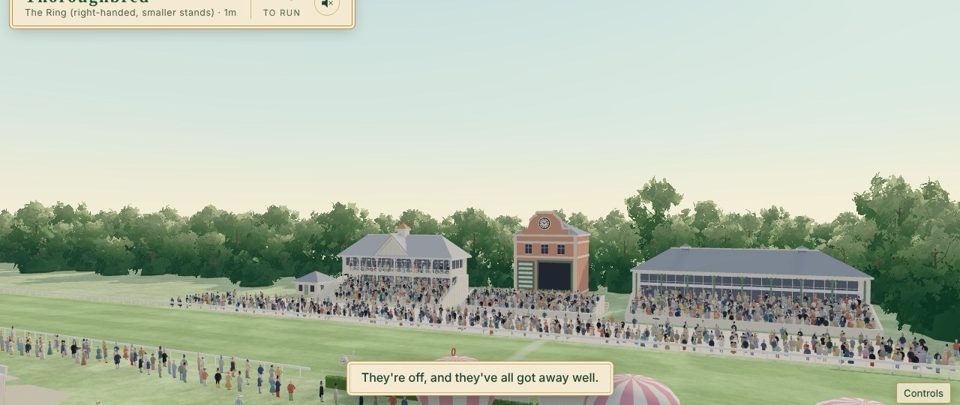 Thoroughbred
The Ring (right-handed, smaller stands) · 1m
TO RUN
They're off, and they've all got away well.
Controls